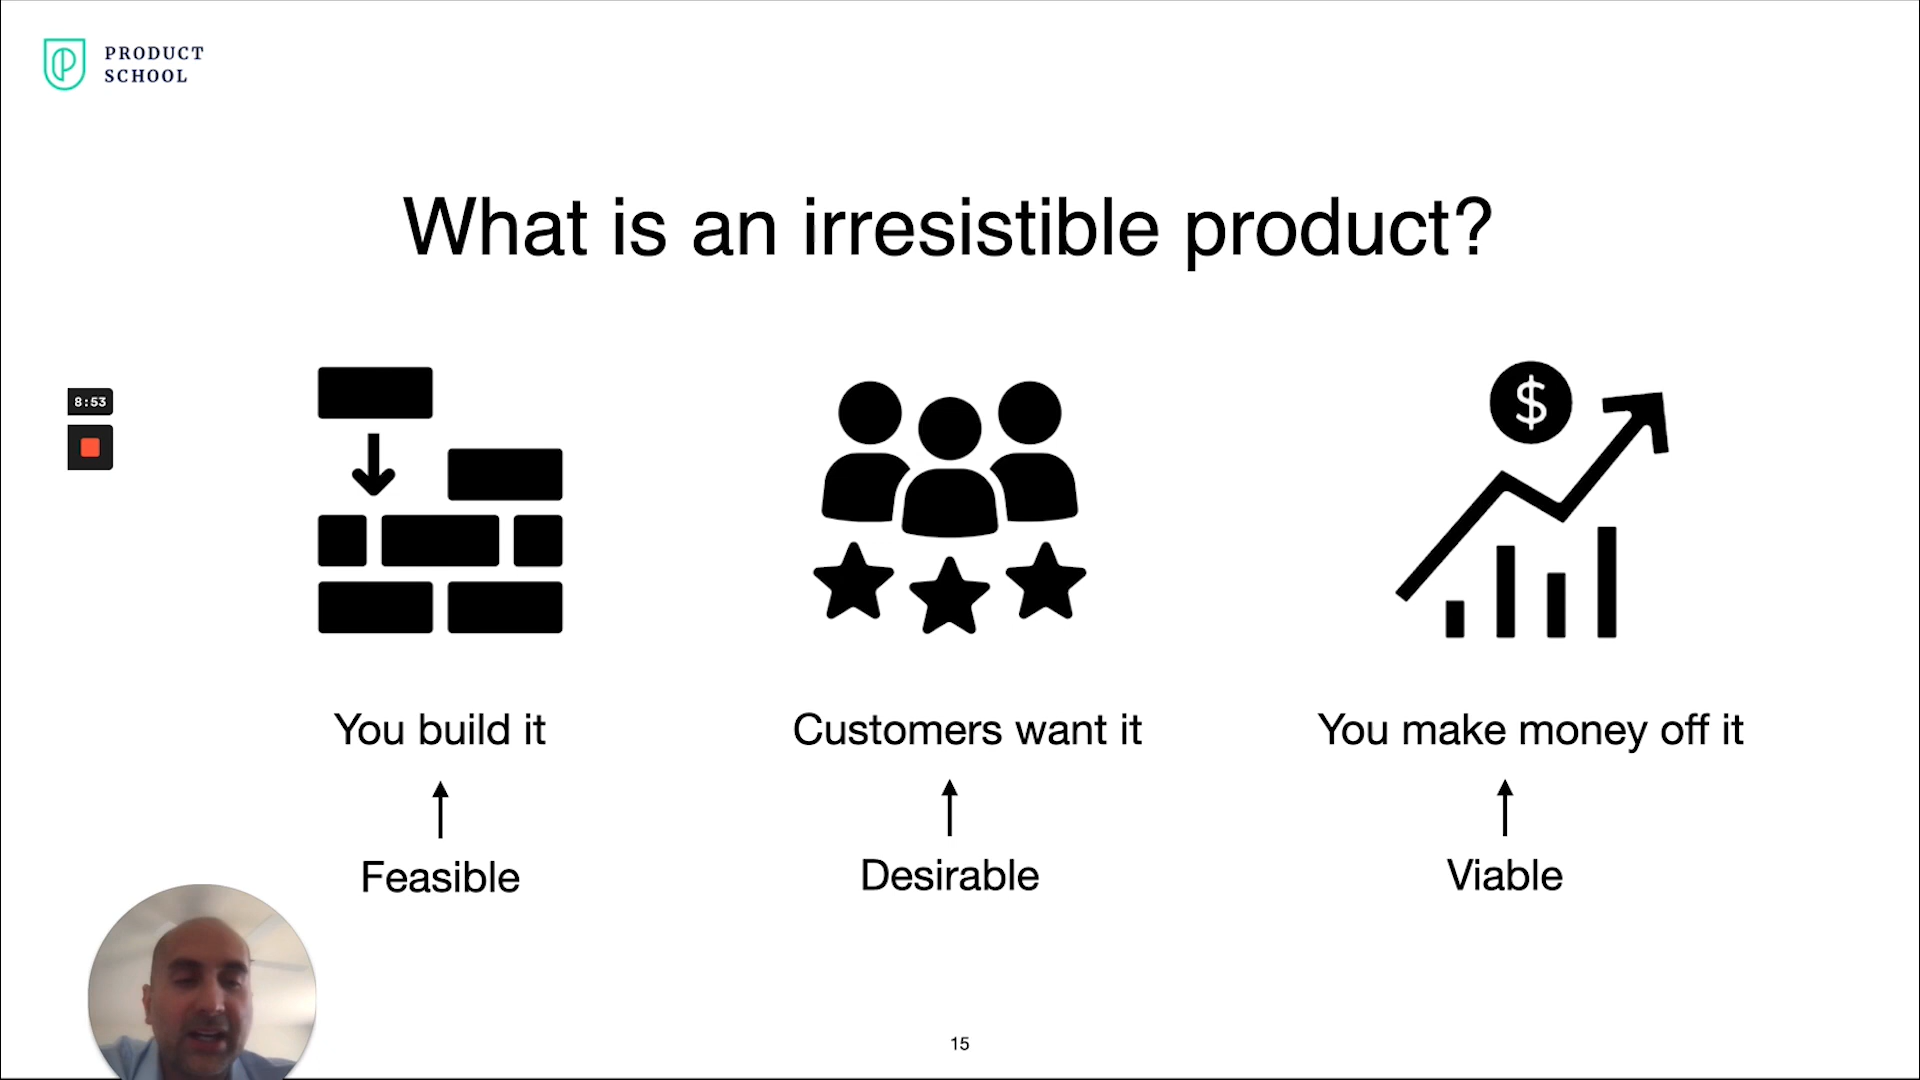 PRODUCT
SCHOOL
What is an irresistible product?
8:53
$
You build it
Customers want it
You make money off it
Feasible
Desirable
Viable
15